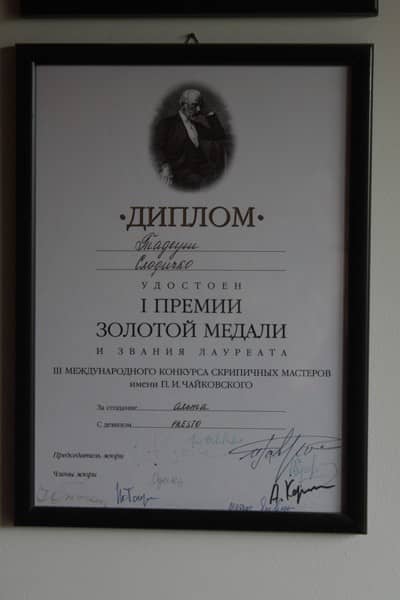 ·ДИПЛОМ·
Тадеуш
Слодичко
УДОСТОЕН
I ПРЕМИИ
ЗОЛОТОЙ МЕДАЛИ
И ЗВАНИЯ ЛАУРЕАТА
III МЕЖДУНАРОДНОГО КОНКУРСА СКРИПИЧНЫХ МАСТЕРОВ
имени П. И. ЧАЙКОВСКОГО
За создание альта
С девизом PRESTO
Председатель жюри
Члены жюри